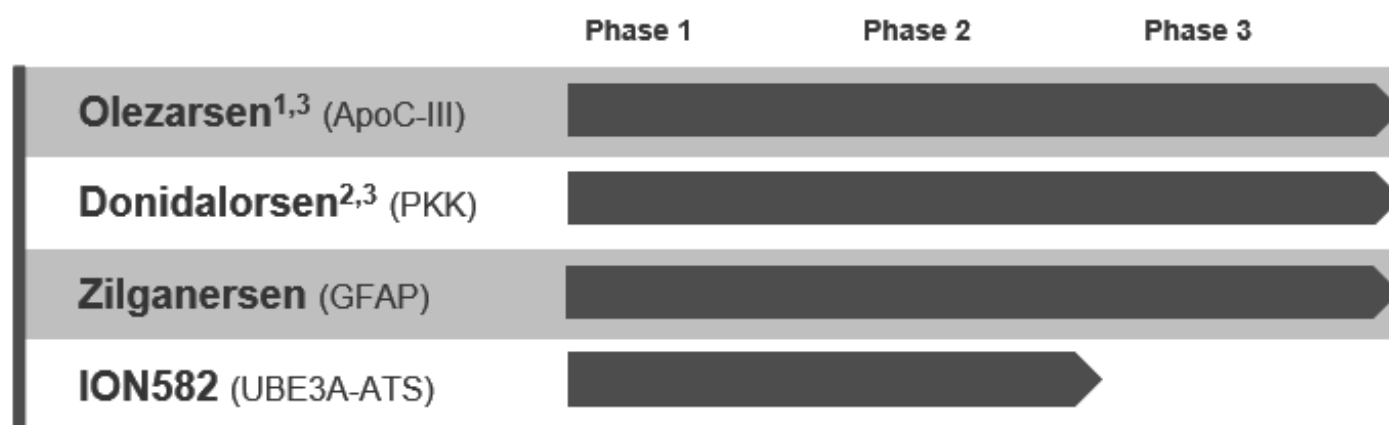 Phase 1 Phase 2 Phase 3
Olezarsen1,3 (ApoC-III)
Donidalorsen2,3 (PKK)
Zilganersen (GFAP)
ION582 (UBE3A-ATS)